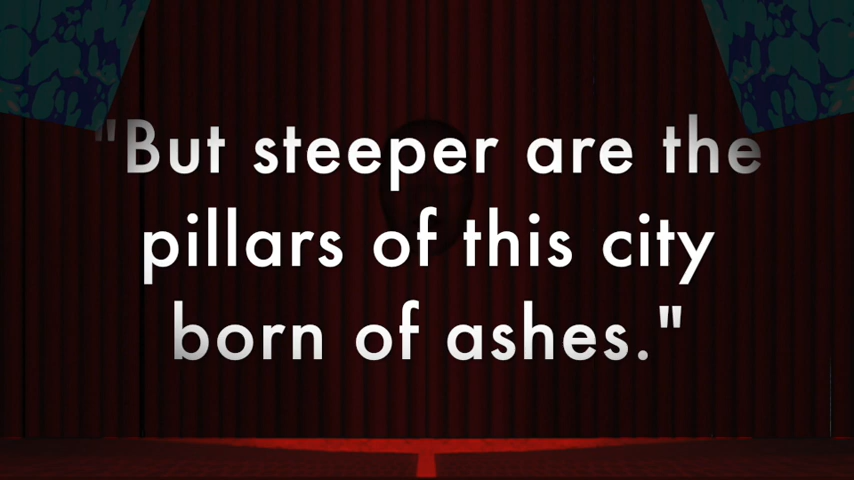 "But steeper are the
pillars of this city
born of ashes."